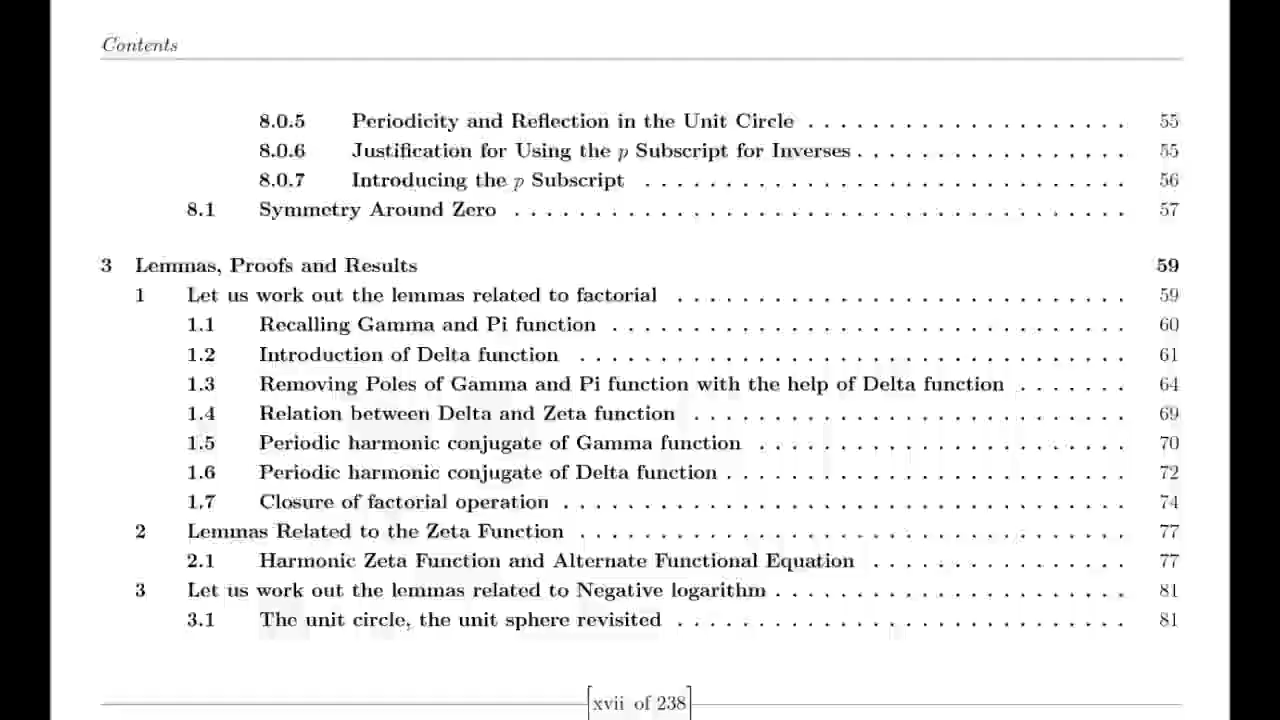 Contents
8.0.5 Periodicity and Reflection in the Unit Circle . . . . . . . . . . . . . . . . . . . . 55
8.0.6 Justification for Using the p Subscript for Inverses . . . . . . . . . . . . . . . . . 55
8.0.7 Introducing the p Subscript . . . . . . . . . . . . . . . . . . . . . . . . . . . . . . 56
8.1 Symmetry Around Zero . . . . . . . . . . . . . . . . . . . . . . . . . . . . . . . . . . . . . . 57
3 Lemmas, Proofs and Results 59
1 Let us work out the lemmas related to factorial . . . . . . . . . . . . . . . . . . . . . . . . . . . . 59
1.1 Recalling Gamma and Pi function . . . . . . . . . . . . . . . . . . . . . . . . . . . . . . . . 60
1.2 Introduction of Delta function . . . . . . . . . . . . . . . . . . . . . . . . . . . . . . . . . . 61
1.3 Removing Poles of Gamma and Pi function with the help of Delta function . . . . . . . 64
1.4 Relation between Delta and Zeta function . . . . . . . . . . . . . . . . . . . . . . . . . . . 69
1.5 Periodic harmonic conjugate of Gamma function . . . . . . . . . . . . . . . . . . . . . . . 70
1.6 Periodic harmonic conjugate of Delta function . . . . . . . . . . . . . . . . . . . . . . . . . 72
1.7 Closure of factorial operation . . . . . . . . . . . . . . . . . . . . . . . . . . . . . . . . . . . 74
2 Lemmas Related to the Zeta Function . . . . . . . . . . . . . . . . . . . . . . . . . . . . . . . . . . 77
2.1 Harmonic Zeta Function and Alternate Functional Equation . . . . . . . . . . . . . . . . 77
3 Let us work out the lemmas related to Negative logarithm . . . . . . . . . . . . . . . . . . . . . . 81
3.1 The unit circle, the unit sphere revisited . . . . . . . . . . . . . . . . . . . . . . . . . . . . 81
[xvii of 238]